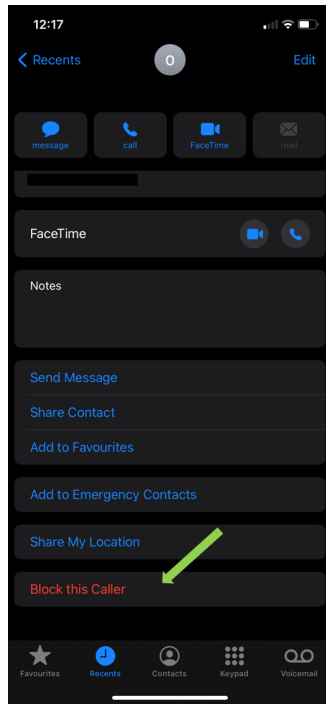 12:17
Recents
O
Edit
message
call
FaceTime
mail
FaceTime
Notes
Send Message
Share Contact
Add to Favourites
Add to Emergency Contacts
Share My Location
Block this Caller
Favourites
Recents
Contacts
Keypad
Voicemail